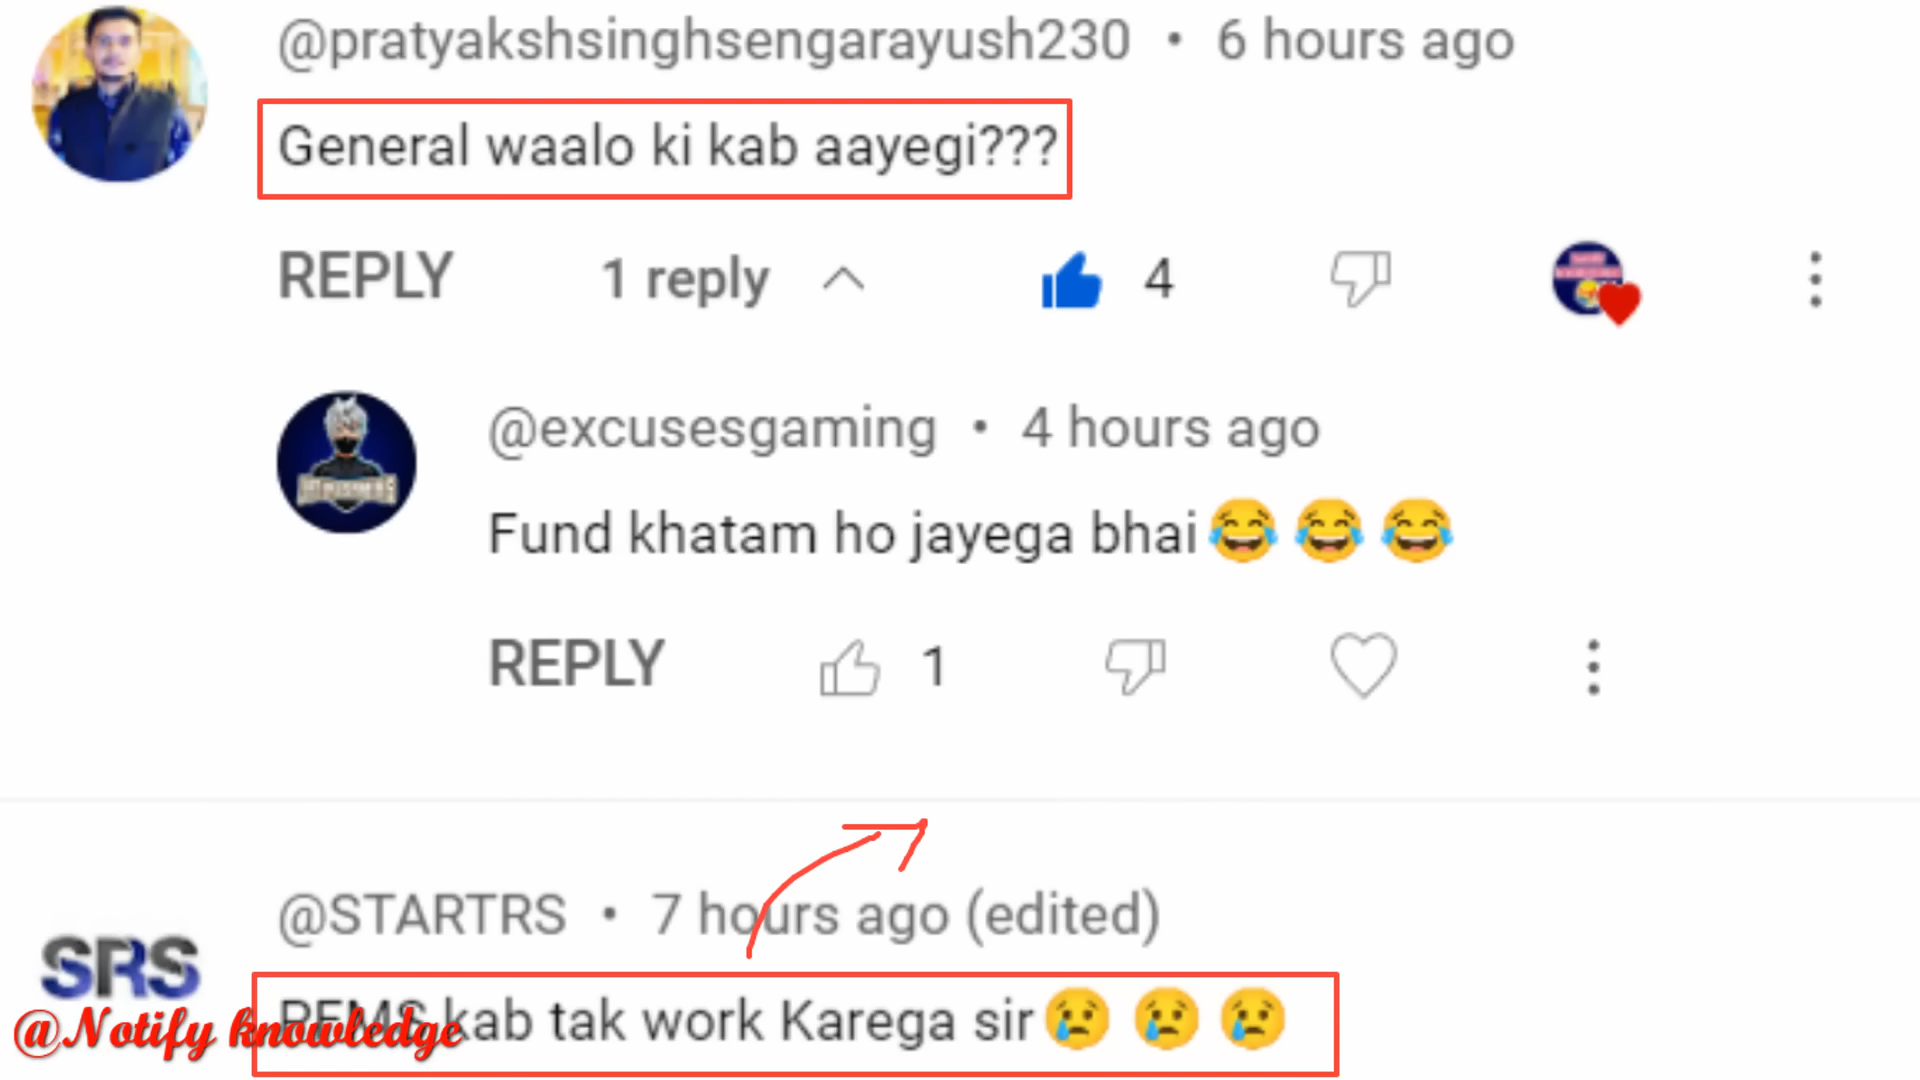 @pratyakshsinghsengarayush230 • 6 hours ago
General waalo ki kab aayegi???
REPLY 1 reply 4
@excusesgaming • 4 hours ago
Fund khatam ho jayega bhai😂😂😂
REPLY 1
@STARTRS • 7 hours ago (edited)
SRS
PFMS kab tak work Karega sir😢😢😢
@Notify knowledge